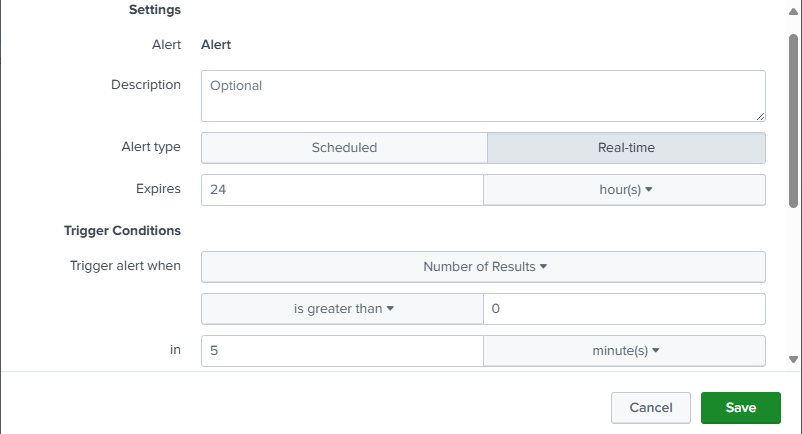 Settings
Alert Alert
Description Optional
Alert type Scheduled Real-time
Expires 24 hour(s)
Trigger Conditions
Trigger alert when Number of Results
is greater than 0
in 5 minute(s)
Cancel Save